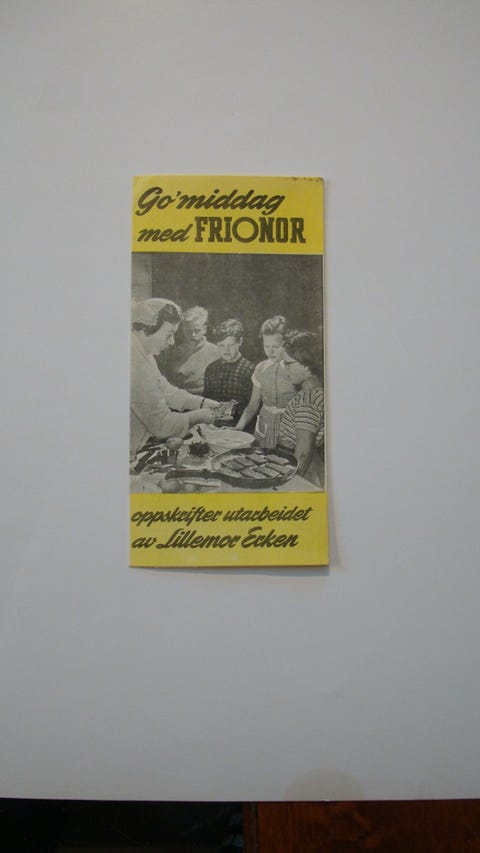 Go'middag
med FRIONOR
oppskrifter utarbeidet
av Lillemor Erken